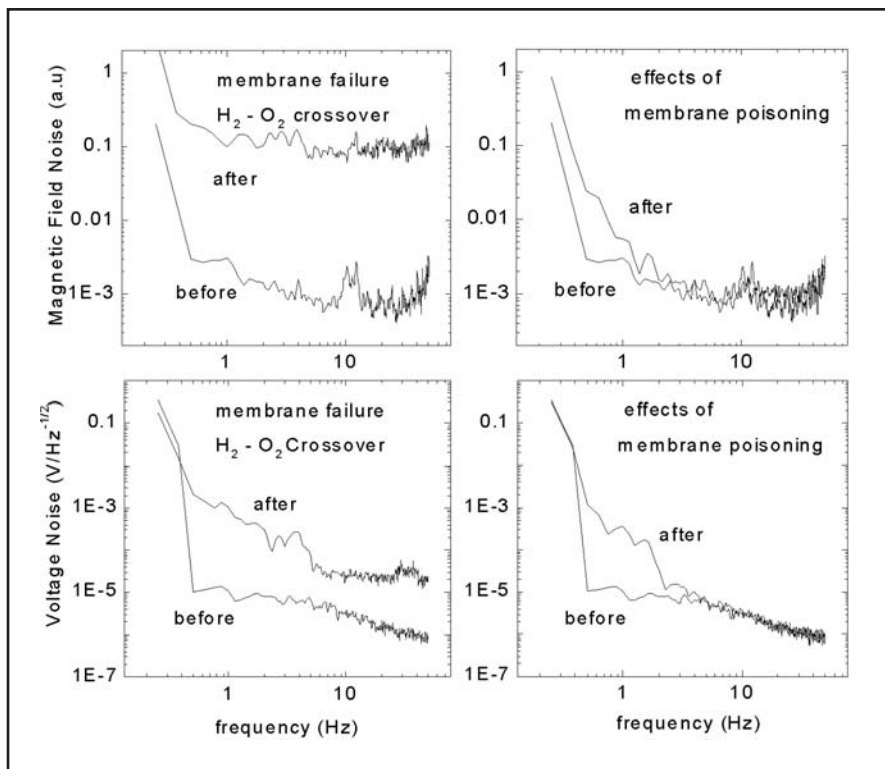 Magnetic Field Noise (a.u)
1
0.1
0.01
1E-3
membrane failure
H2 - O2 crossover
after
before
1
10
1
0.1
0.01
1E-3
effects of
membrane poisoning
after
before
1
10
Voltage Noise (V/Hz-1/2)
0.1
1E-3
1E-5
1E-7
membrane failure
H2 - O2Crossover
after
before
1
10
frequency (Hz)
0.1
1E-3
1E-5
1E-7
effects of
membrane poisoning
after
before
1
10
frequency (Hz)